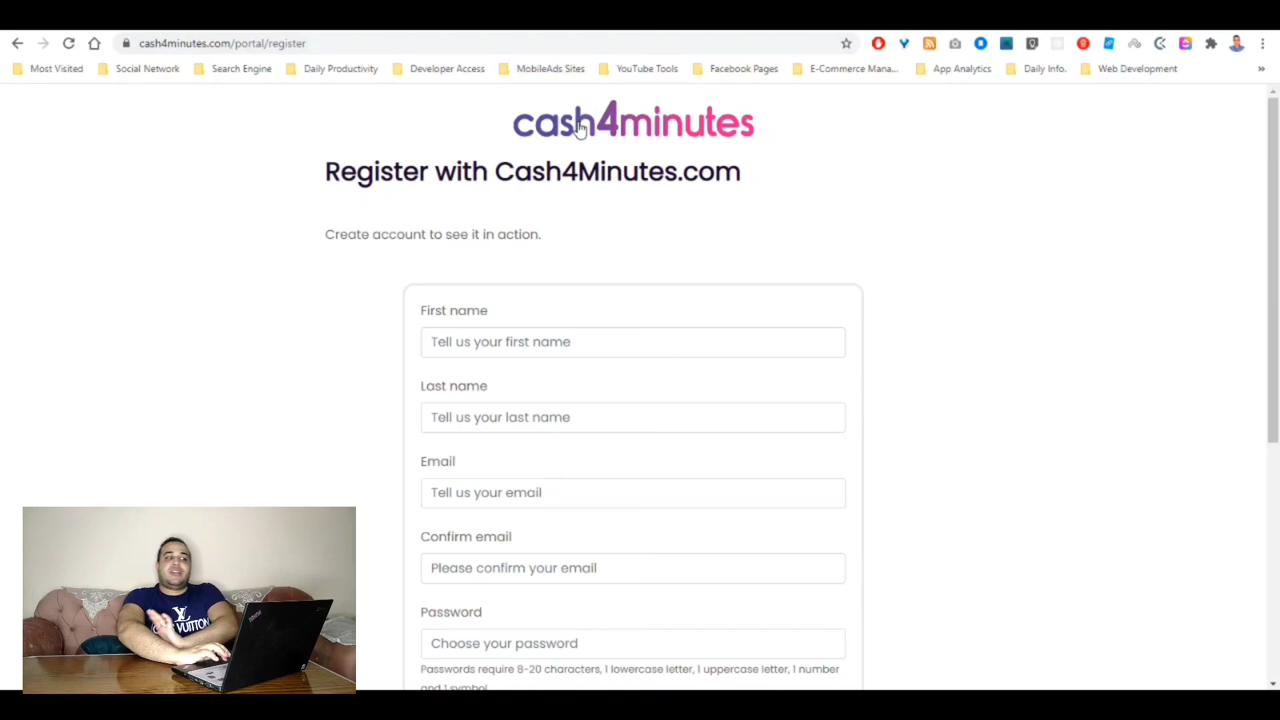 cash4minutes.com/portal/register
Most Visited Social Network Search Engine Daily Productivity Developer Access MobileAds Sites YouTube Tools Facebook Pages E-Commerce Mana... App Analytics Daily Info. Web Development »
cash4minutes
Register with Cash4Minutes.com
Create account to see it in action.
First name
Tell us your first name
Last name
Tell us your last name
Email
Tell us your email
Confirm email
Please confirm your email
Password
Choose your password
Passwords require 8-20 characters, 1 lowercase letter, 1 uppercase letter, 1 number
and 1 symbol
LV